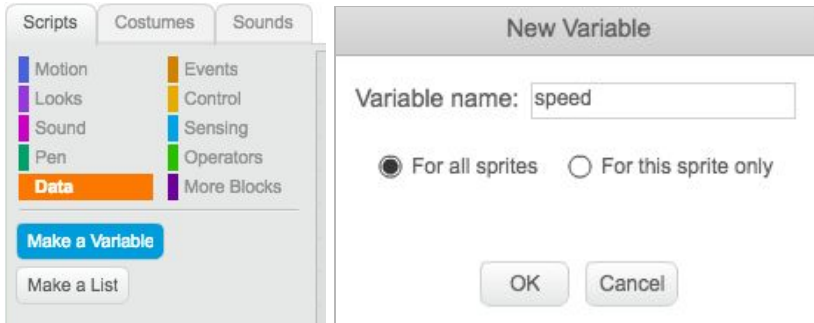 Scripts Costumes Sounds
Motion Events
Looks Control
Sound Sensing
Pen Operators
Data More Blocks
Make a Variable
Make a List
New Variable
Variable name: speed
For all sprites For this sprite only
OK Cancel